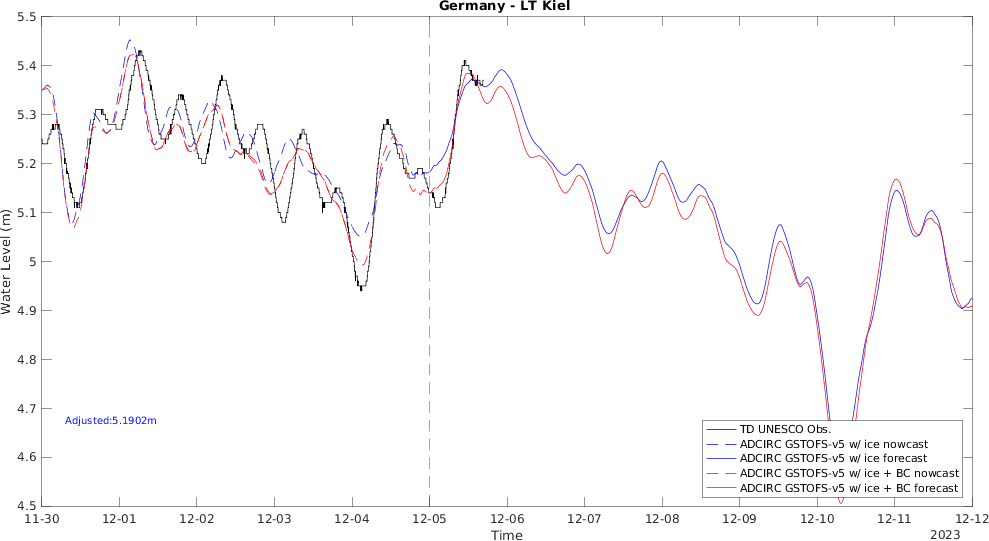 Germany - LT Kiel
Water Level (m)
5.5
5.4
5.3
5.2
5.1
5
4.9
4.8
4.7
4.6
4.5
Adjusted:5.1902m
TD UNESCO Obs.
ADCIRC GSTOFS-v5 w/ ice nowcast
ADCIRC GSTOFS-v5 w/ ice forecast
ADCIRC GSTOFS-v5 w/ ice + BC nowcast
ADCIRC GSTOFS-v5 w/ ice + BC forecast
11-30 12-01 12-02 12-03 12-04 12-05 12-06 12-07 12-08 12-09 12-10 12-11 12-12
Time
2023